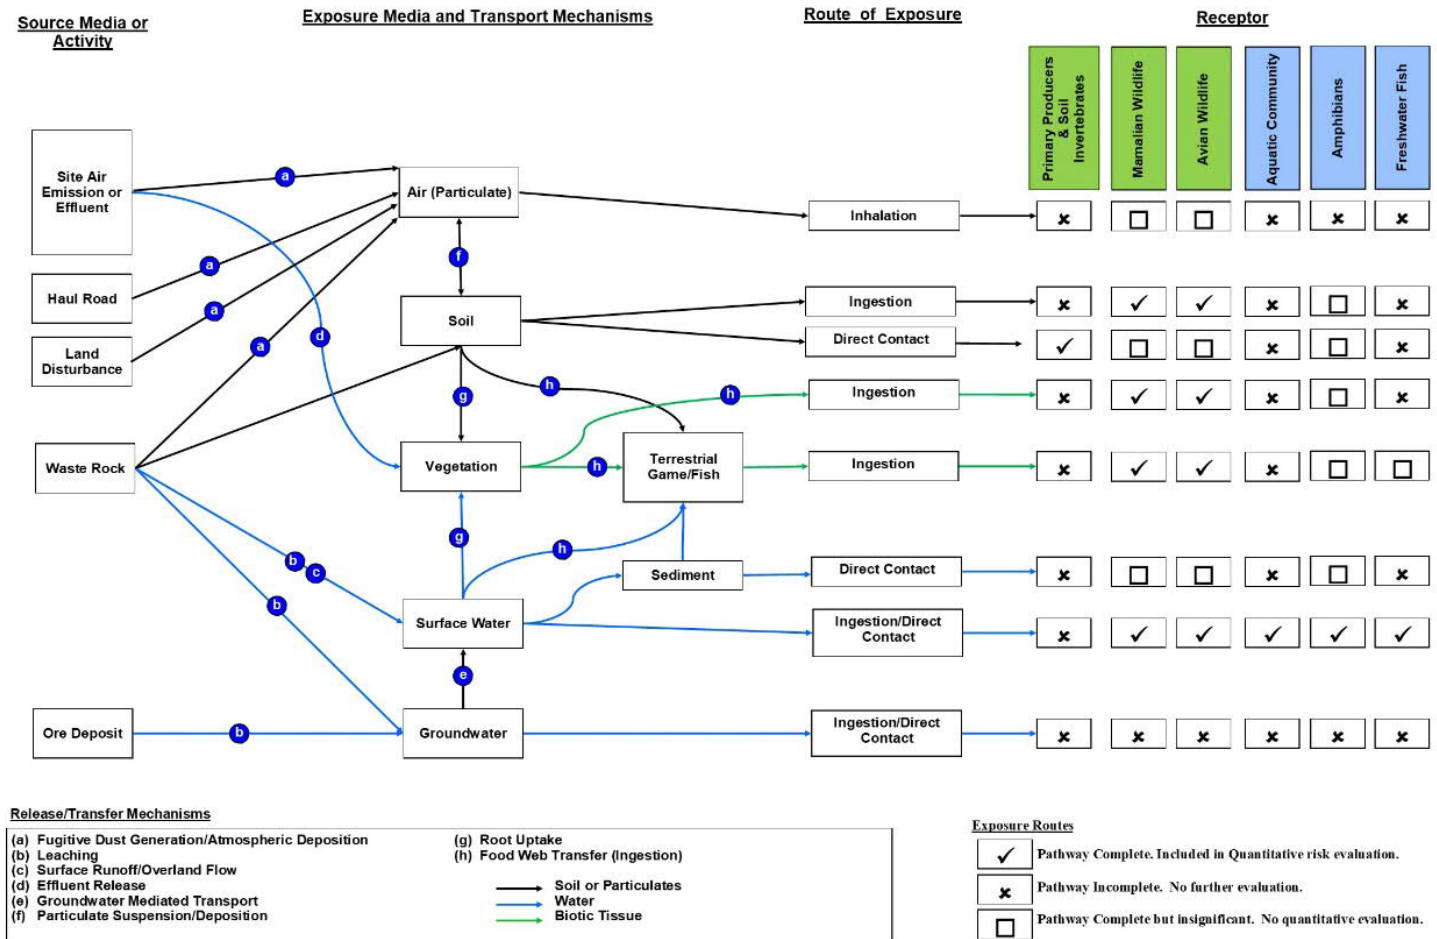 Source Media or
Activity
Exposure Media and Transport Mechanisms
Route of Exposure
Receptor
Primary Producers
& Soil
Invertebrates
Mamalian Wildlife
Avian Wildlife
Aquatic Community
Amphibians
Freshwater Fish
Site Air
Emission or
Effluent
a
Air (Particulate)
Inhalation
a
f
Haul Road
a
Soil
Ingestion
d
Direct Contact
Land
Disturbance
a
h
g
h
Ingestion
Waste Rock
Vegetation
h
Terrestrial
Game/Fish
Ingestion
g
h
b
c
Sediment
Direct Contact
b
Surface Water
Ingestion/Direct
Contact
e
Ore Deposit
b
Groundwater
Ingestion/Direct
Contact
Release/Transfer Mechanisms
(a) Fugitive Dust Generation/Atmospheric Deposition
(b) Leaching
(c) Surface Runoff/Overland Flow
(d) Effluent Release
(e) Groundwater Mediated Transport
(f) Particulate Suspension/Deposition
(g) Root Uptake
(h) Food Web Transfer (Ingestion)
Soil or Particulates
Water
Biotic Tissue
Exposure Routes
Pathway Complete. Included in Quantitative risk evaluation.
Pathway Incomplete. No further evaluation.
Pathway Complete but insignificant. No quantitative evaluation.